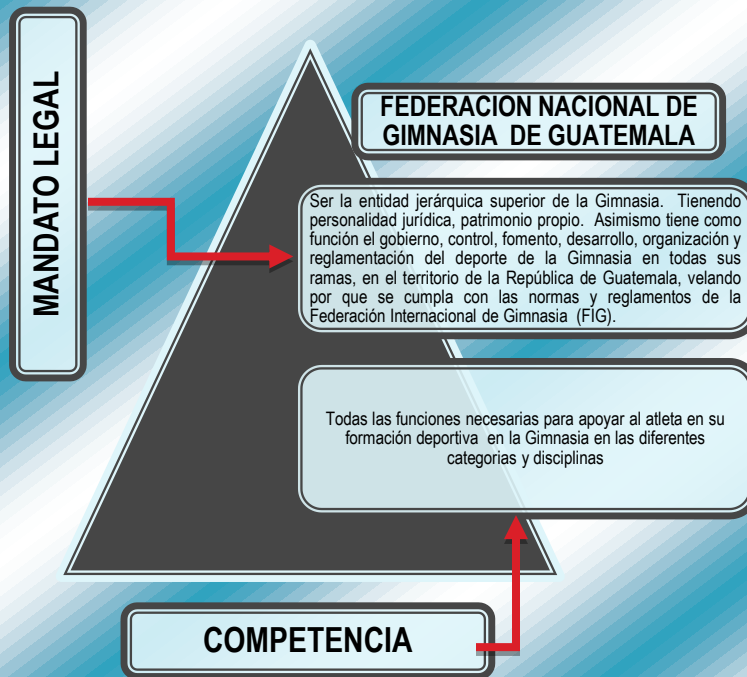 MANDATO LEGAL
FEDERACION NACIONAL DE
GIMNASIA DE GUATEMALA
Ser la entidad jerárquica superior de la Gimnasia. Tienendo
personalidad jurídica, patrimonio propio. Asimismo tiene como
función el gobierno, control, fomento, desarrollo, organización y
reglamentación del deporte de la Gimnasia en todas sus
ramas, en el territorio de la República de Guatemala, velando
por que se cumpla con las normas y reglamentos de la
Federación Internacional de Gimnasia (FIG).
Todas las funciones necesarias para apoyar al atleta en su
formación deportiva en la Gimnasia en las diferentes
categorias y disciplinas
COMPETENCIA